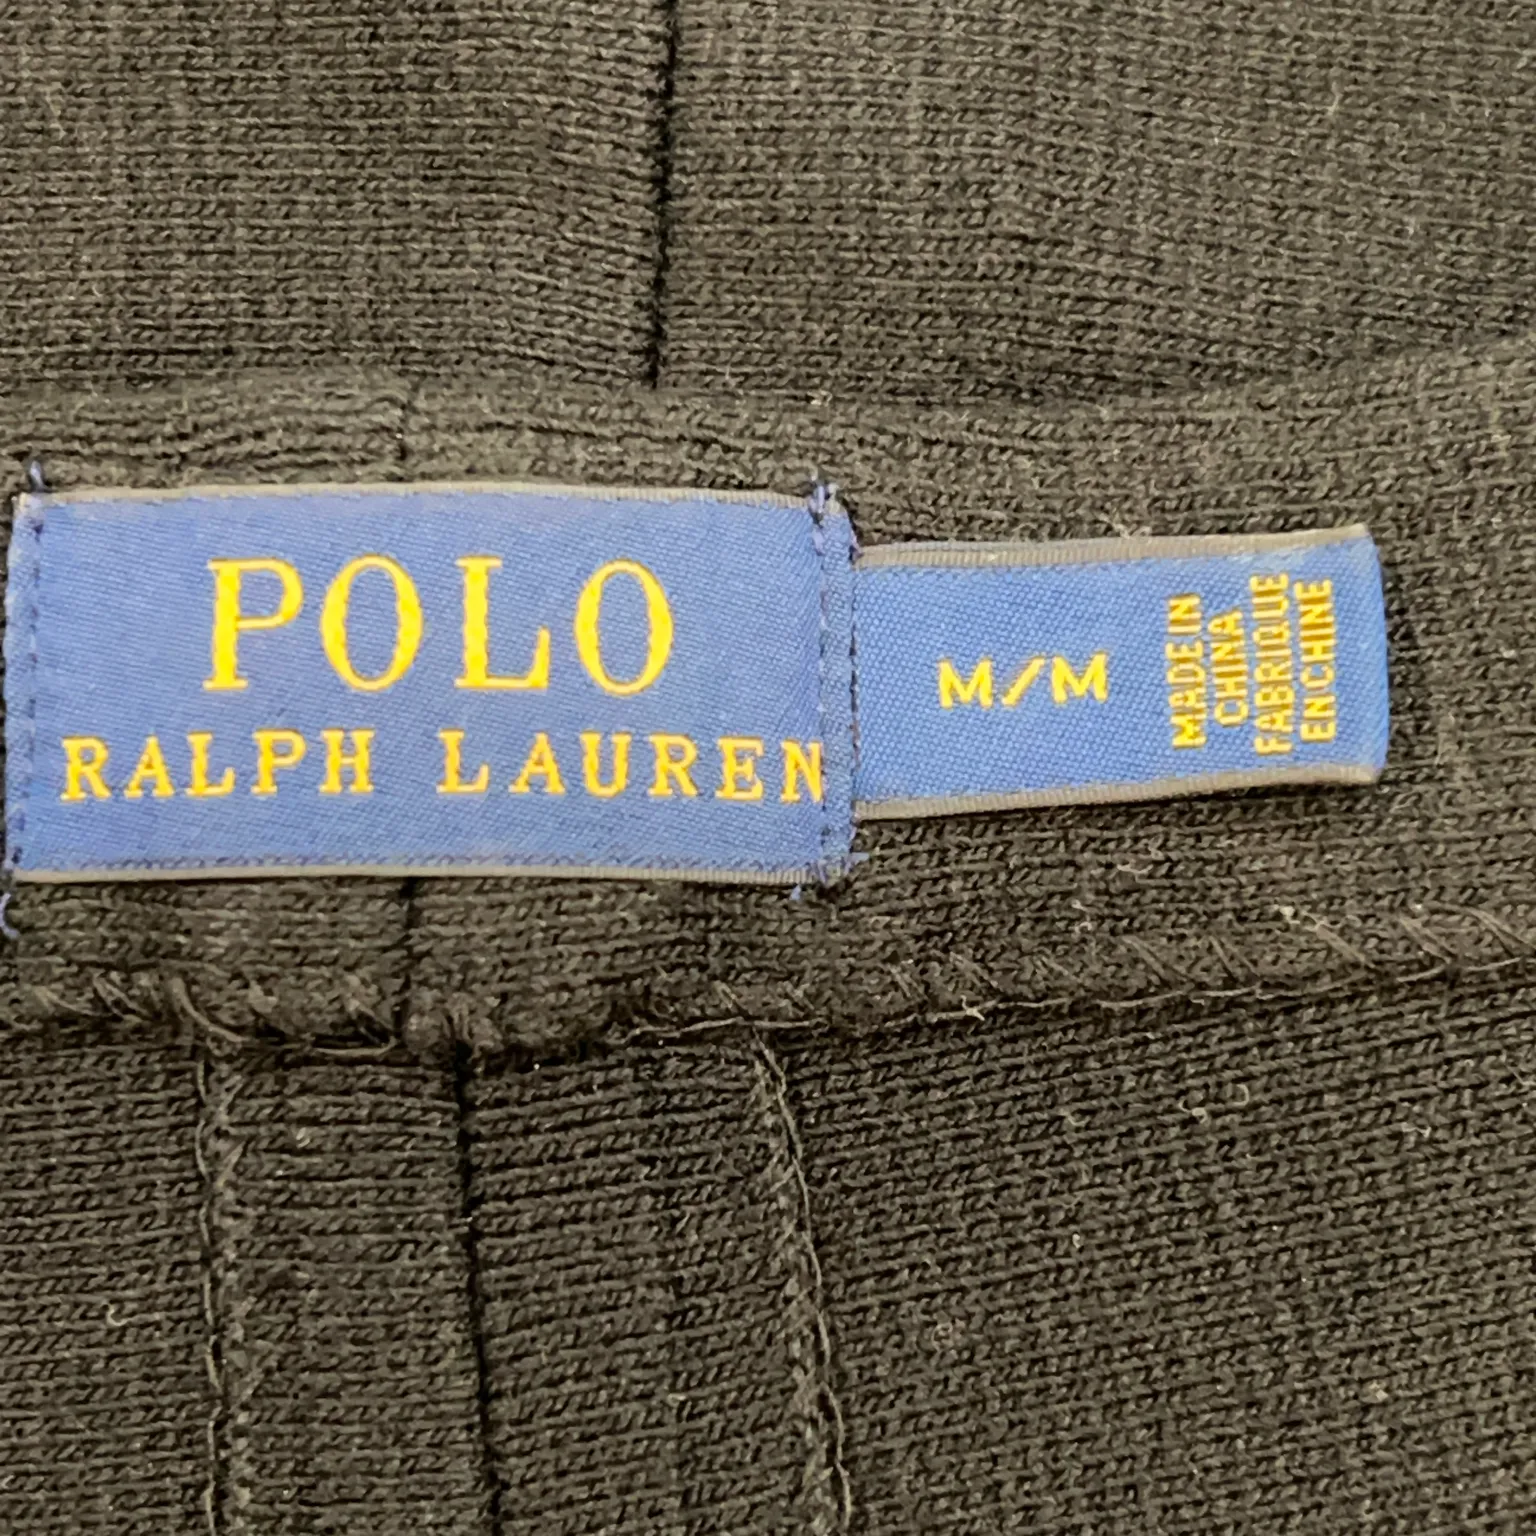 POLO
RALPH LAUREN
M/M
MADE IN
CHINA
FABRIQUE
EN CHINE